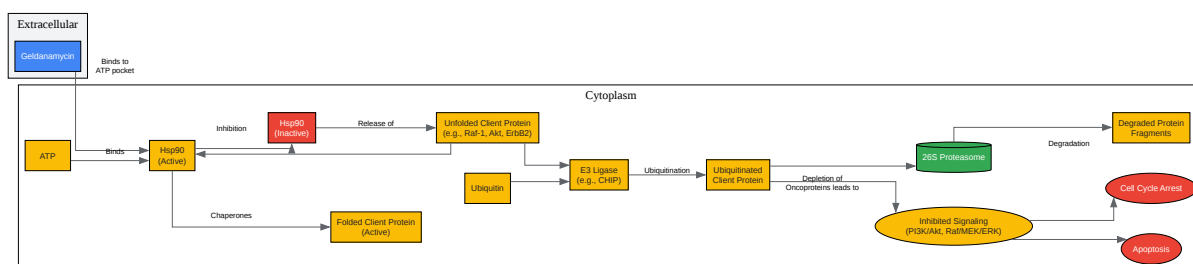 Extracellular
Geldanamycin
Binds to
ATP pocket
Cytoplasm
ATP
Binds
Hsp90
(Active)
Inhibition
Hsp90
(Inactive)
Release of
Unfolded Client Protein
(e.g., Raf-1, Akt, ErbB2)
Ubiquitin
E3 Ligase
(e.g., CHIP)
Ubiquitination
Ubiquitinated
Client Protein
26S Proteasome
Degradation
Degraded Protein
Fragments
Depletion of
Oncoproteins leads to
Inhibited Signaling
(PI3K/Akt, Raf/MEK/ERK)
Cell Cycle Arrest
Apoptosis
Chaperones
Folded Client Protein
(Active)